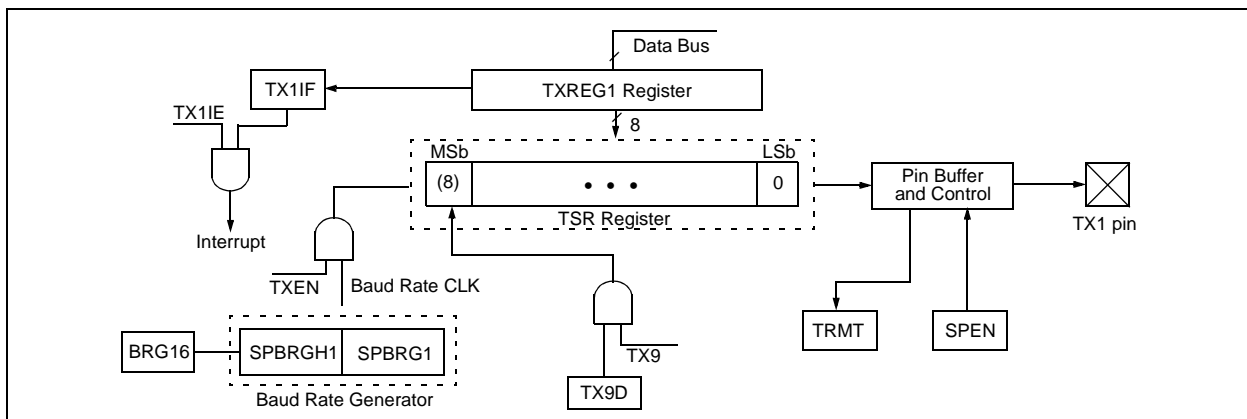 Data Bus
TX1IF
TXREG1 Register
TX1IE
8
MSb
LSb
(8)
• • •
0
Pin Buffer
and Control
TSR Register
TX1 pin
Interrupt
TXEN
Baud Rate CLK
TRMT
SPEN
BRG16
SPBRGH1
SPBRG1
TX9
TX9D
Baud Rate Generator